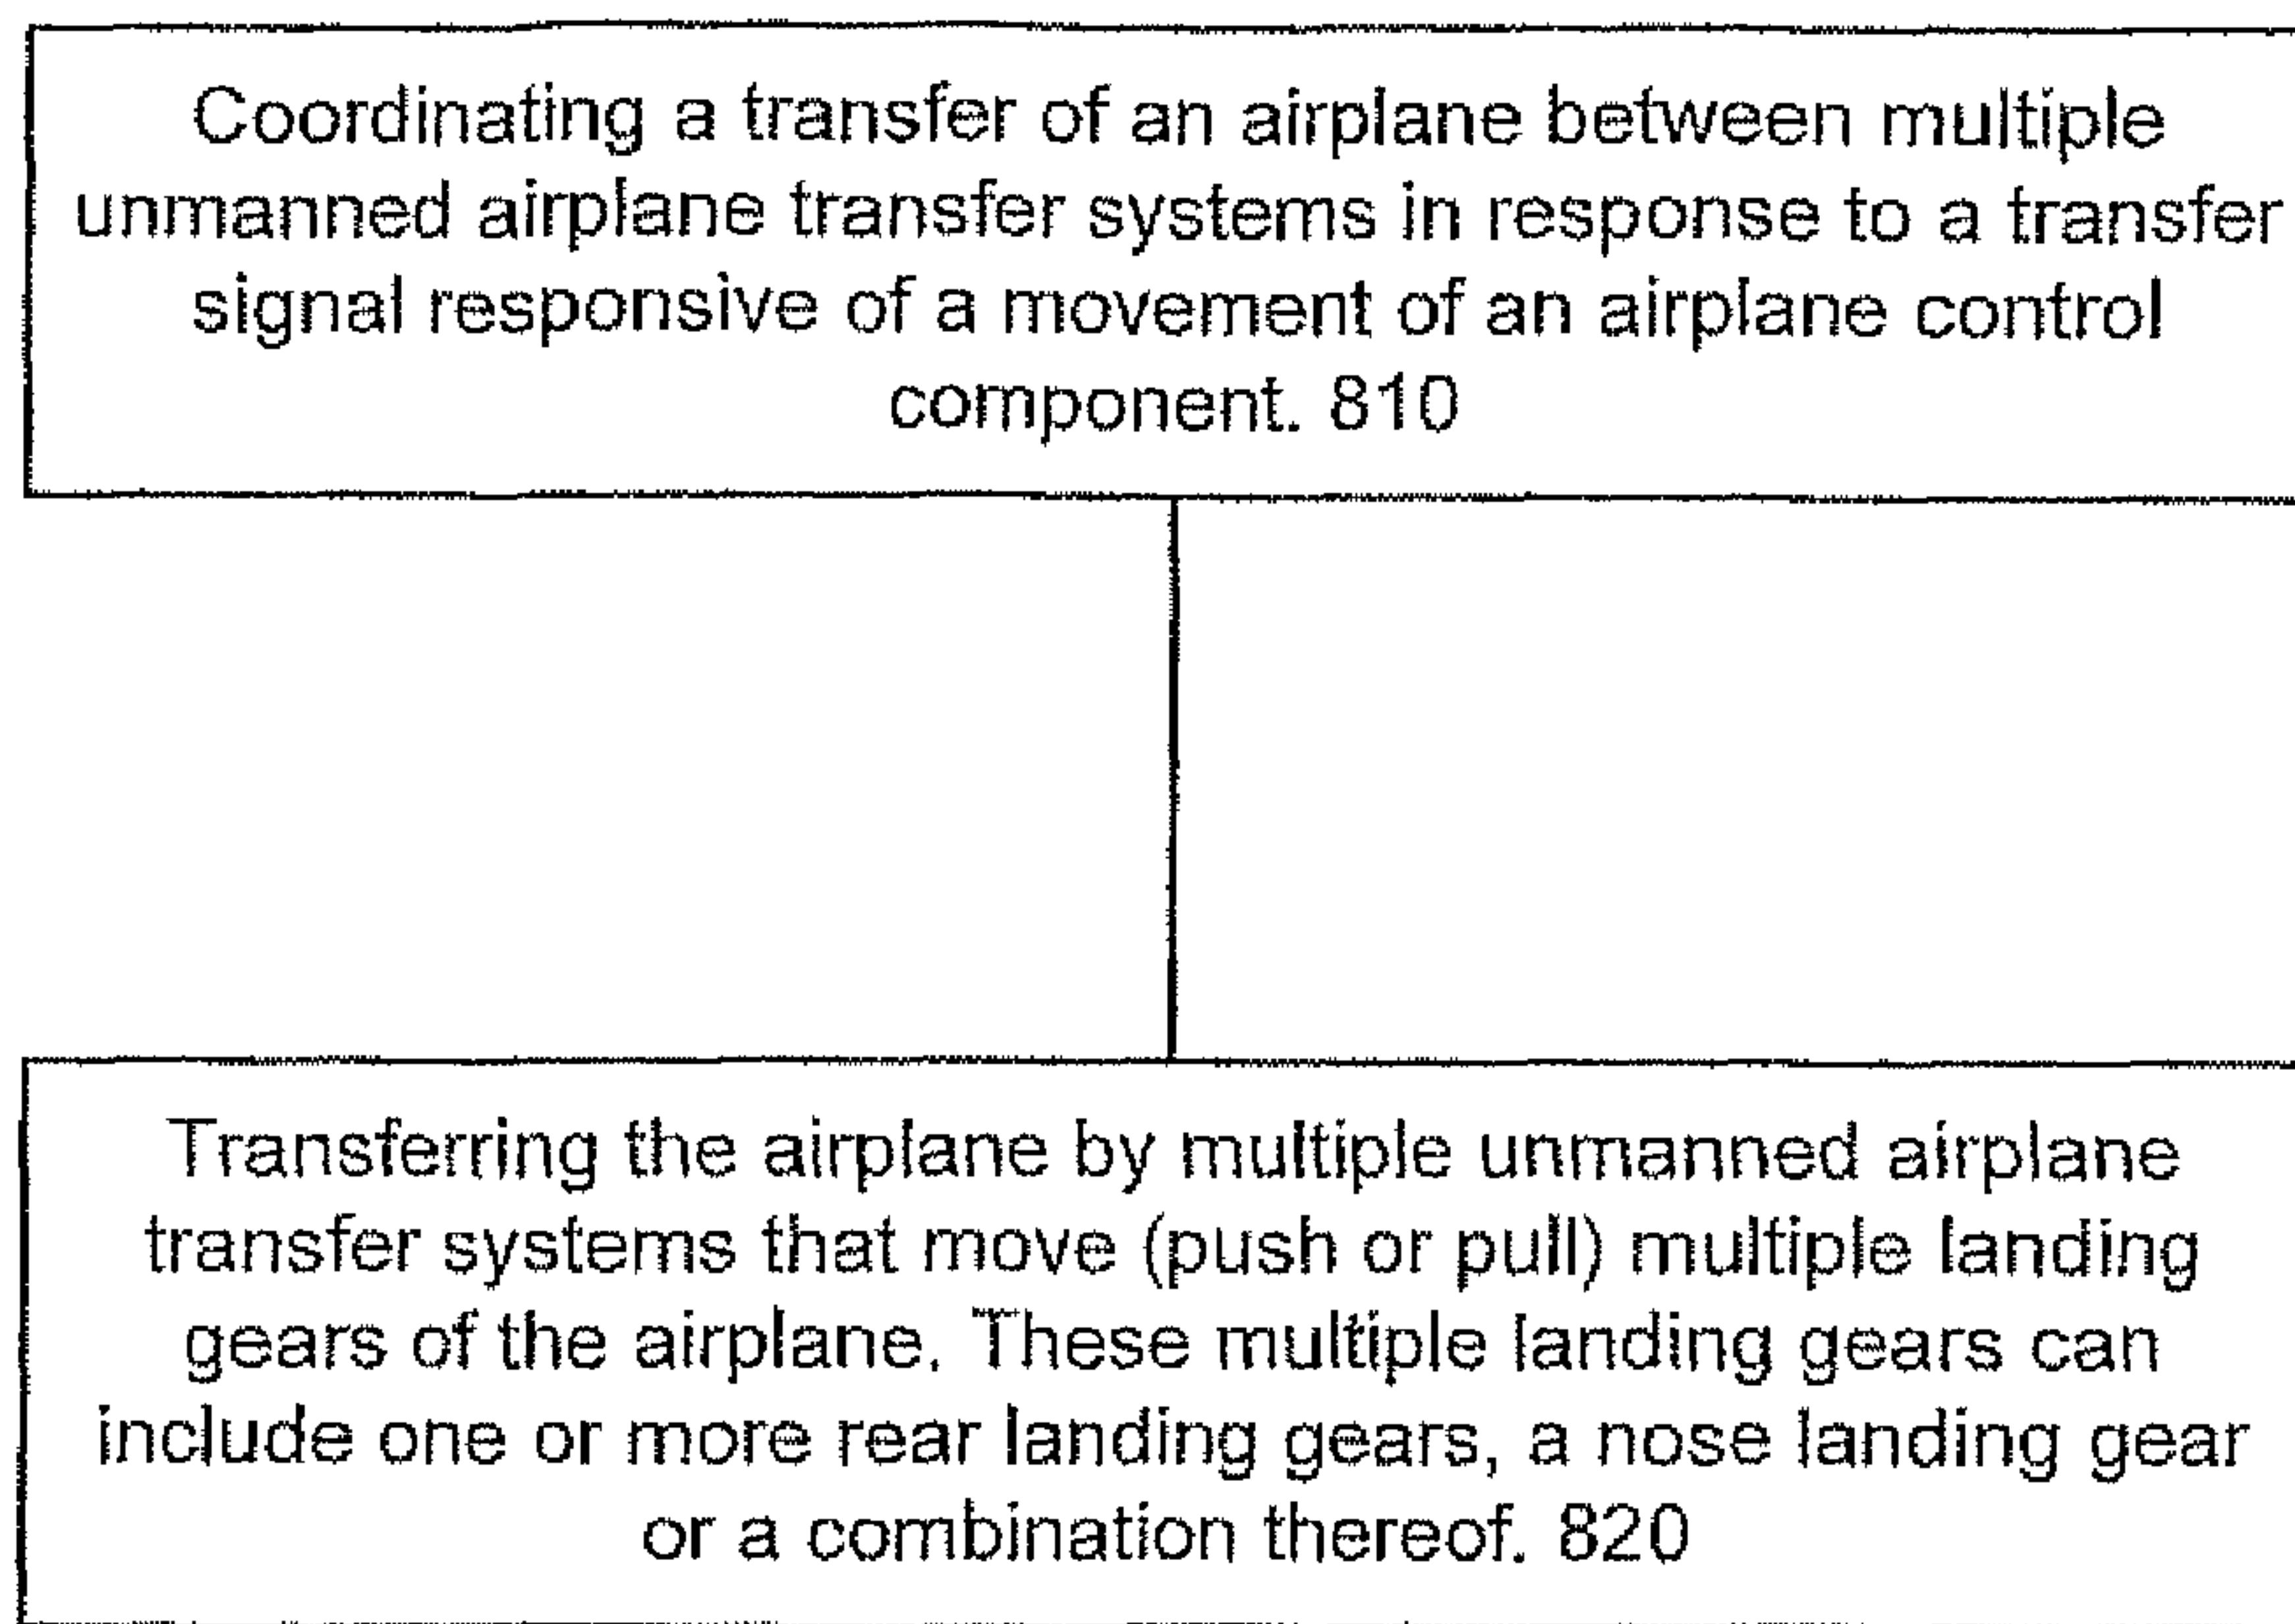 Coordinating a transfer of an airplane between multiple
unmanned airplane transfer systems in response to a transfer
signal responsive of a movement of an airplane control
component. 810
Transferring the airplane by multiple unmanned airplane
transfer systems that move (push or pull) multiple landing
gears of the airplane. These multiple landing gears can
include one or more rear landing gears, a nose landing gear
or a combination thereof. 820